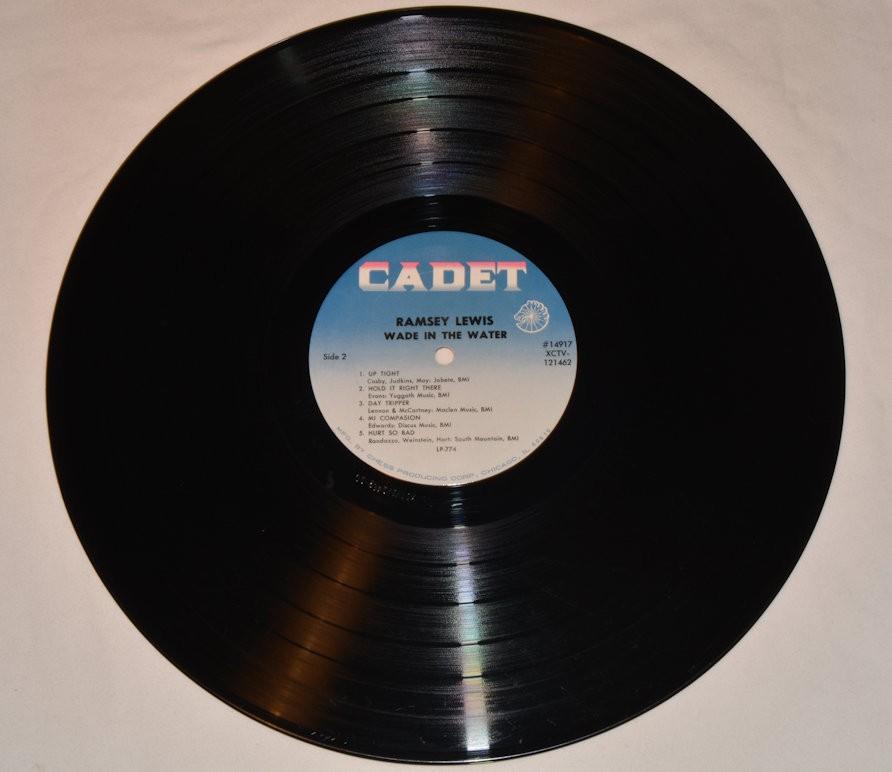 CADET
RAMSEY LEWIS
WADE IN THE WATER
Side 2
#14917
XCTV-
121462
1. UP TIGHT
Cosby, Judkins, Moy: Jobete, BMI
2. HOLD IT RIGHT THERE
Evans: Yuggoth Music, BMI
3. DAY TRIPPER
Lennon & McCartney: Maclen Music, BMI
4. MI COMPASION
Edwards: Discus Music, BMI
5. HURT SO BAD
Randazzo, Weinstein, Hart: South Mountain, BMI
LP-774
MFG. BY CHESS PRODUCING CORP., CHICAGO, IL. 60616